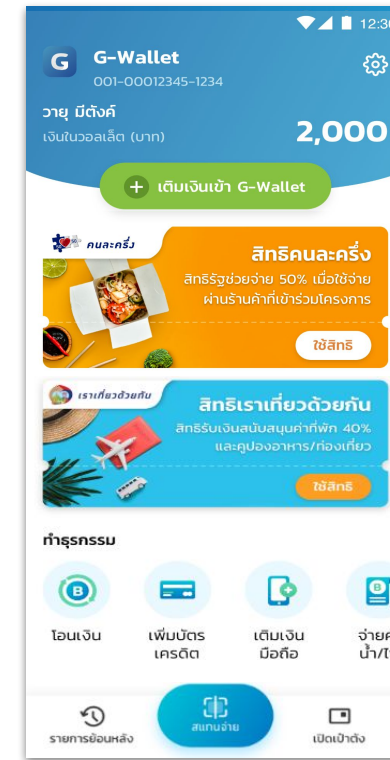 12:30
G
G-Wallet
001-00012345-1234
วายุ มีตังค์
เงินในวอลเล็ต (บาท)
2,000
+ เติมเงินเข้า G-Wallet
คนละครึ่ง
สิทธิคนละครึ่ง
สิทธิรัฐช่วยจ่าย 50% เมื่อใช้จ่าย
ผ่านร้านค้าที่เข้าร่วมโครงการ
ใช้สิทธิ
เราเที่ยวด้วยกัน
สิทธิเราเที่ยวด้วยกัน
สิทธิรับเงินสนับสนุนค่าที่พัก 40%
และคูปองอาหาร/ท่องเที่ยว
ใช้สิทธิ
ทำธุรกรรม
B
โอนเงิน
เพิ่มบัตร
เครดิต
เติมเงิน
มือถือ
B
จ่ายค
น้ำ/ไ
รายการย้อนหลัง
สแกนจ่าย
เปิดเป๋าตัง